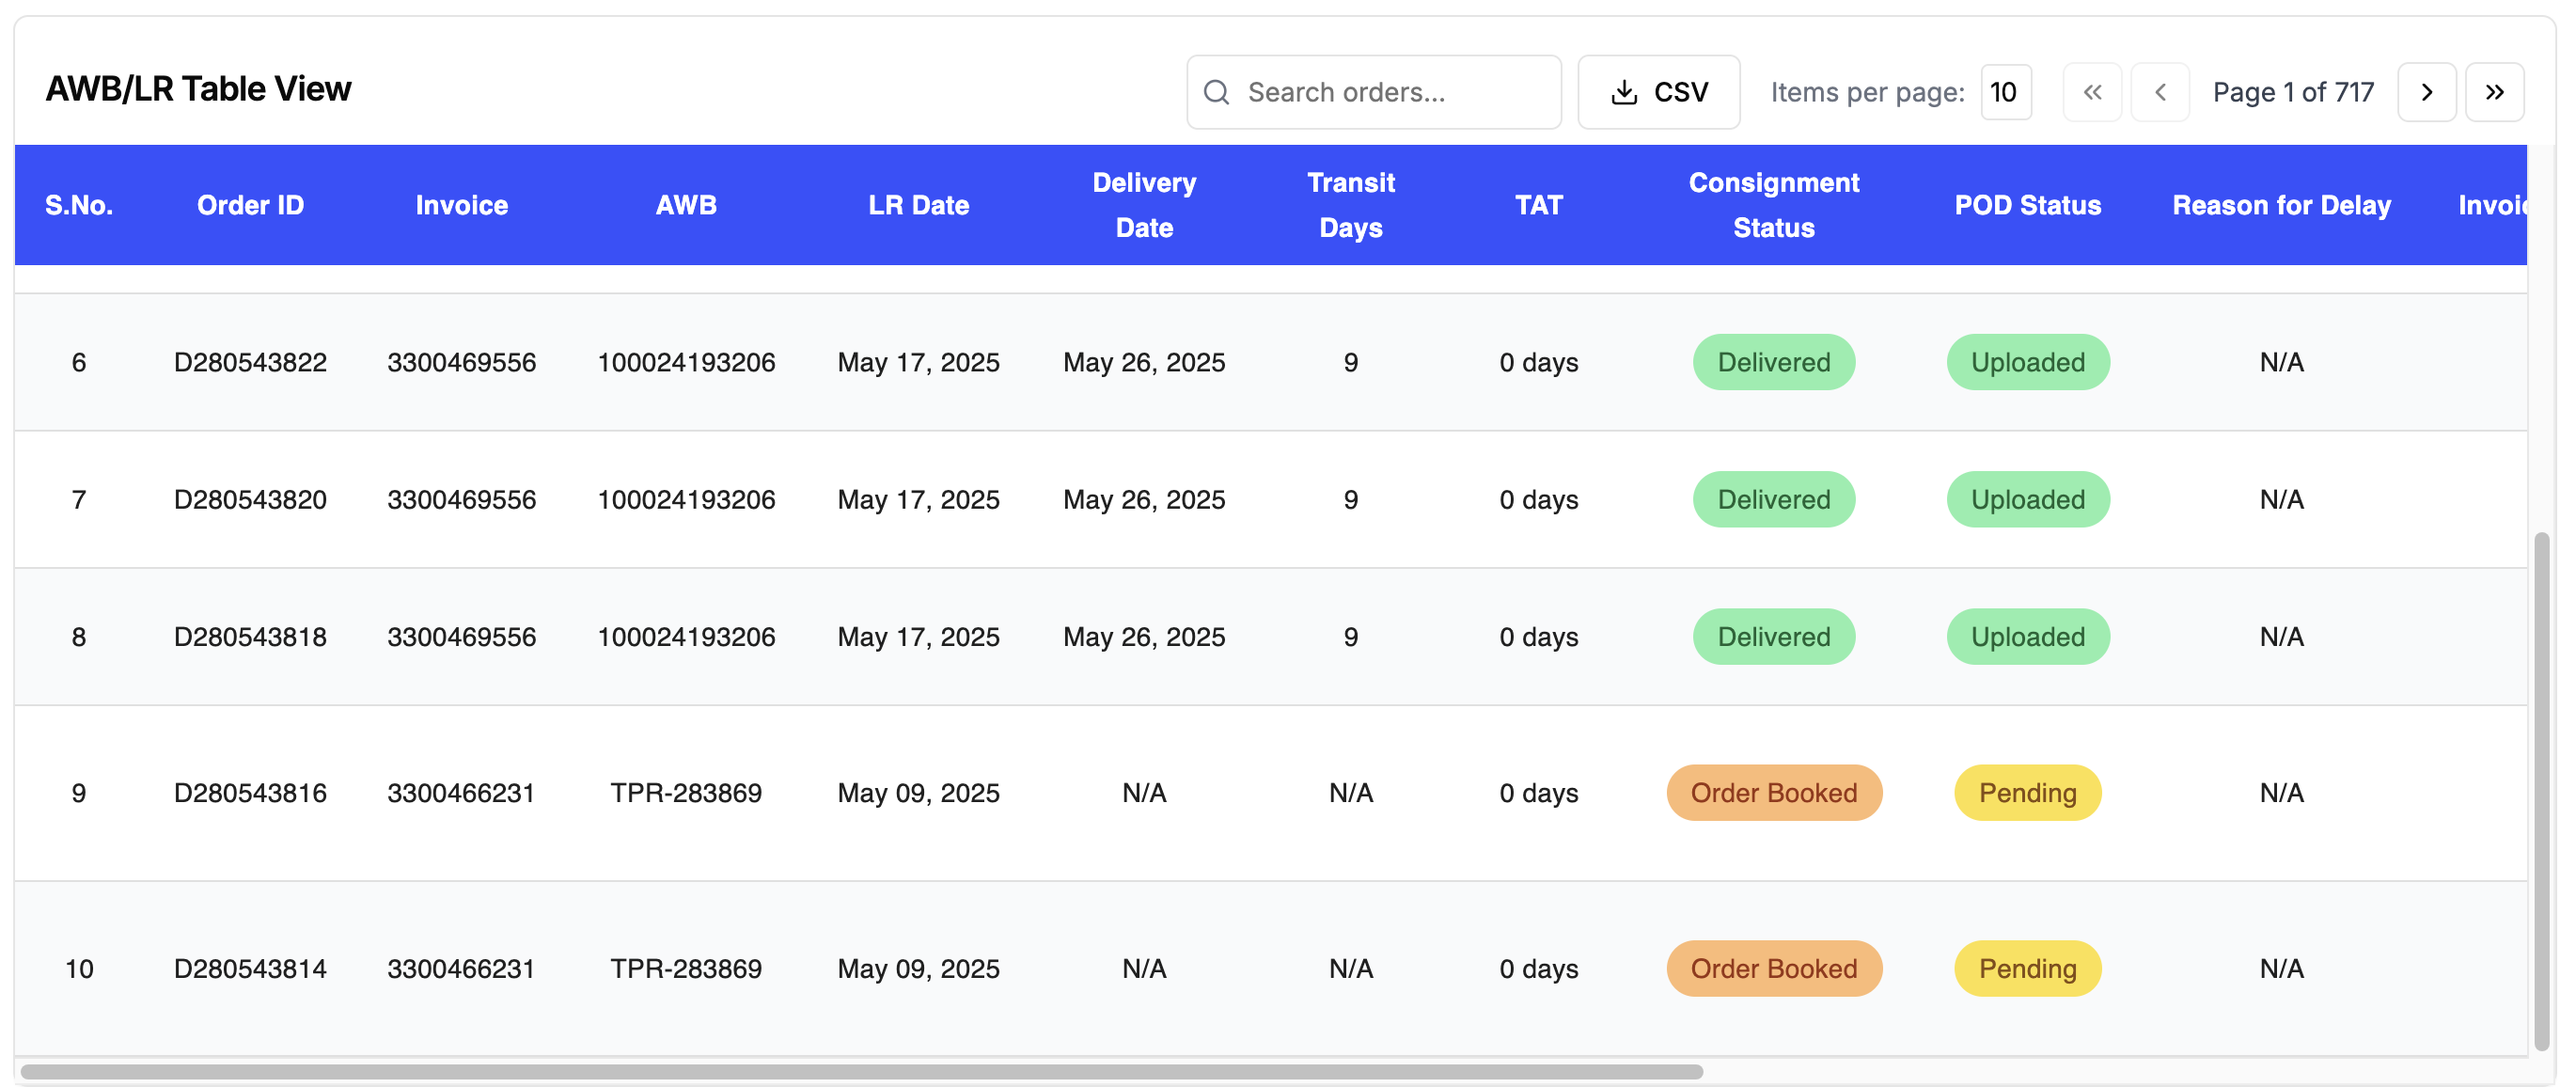 AWB/LR Table View
Search orders... CSV Items per page: 10 Page 1 of 717
S.No. Order ID Invoice AWB LR Date Delivery Date Transit Days TAT Consignment Status POD Status Reason for Delay
6 D280543822 3300469556 100024193206 May 17, 2025 May 26, 2025 9 0 days Delivered Uploaded N/A
7 D280543820 3300469556 100024193206 May 17, 2025 May 26, 2025 9 0 days Delivered Uploaded N/A
8 D280543818 3300469556 100024193206 May 17, 2025 May 26, 2025 9 0 days Delivered Uploaded N/A
9 D280543816 3300466231 TPR-283869 May 09, 2025 N/A N/A 0 days Order Booked Pending N/A
10 D280543814 3300466231 TPR-283869 May 09, 2025 N/A N/A 0 days Order Booked Pending N/A